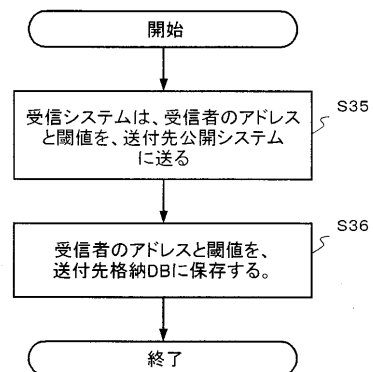 開始
受信システムは、受信者のアドレス
と閾値を、送付先公開システム
に送る
S35
受信者のアドレスと閾値を、
送付先格納DBに保存する。
S36
終了